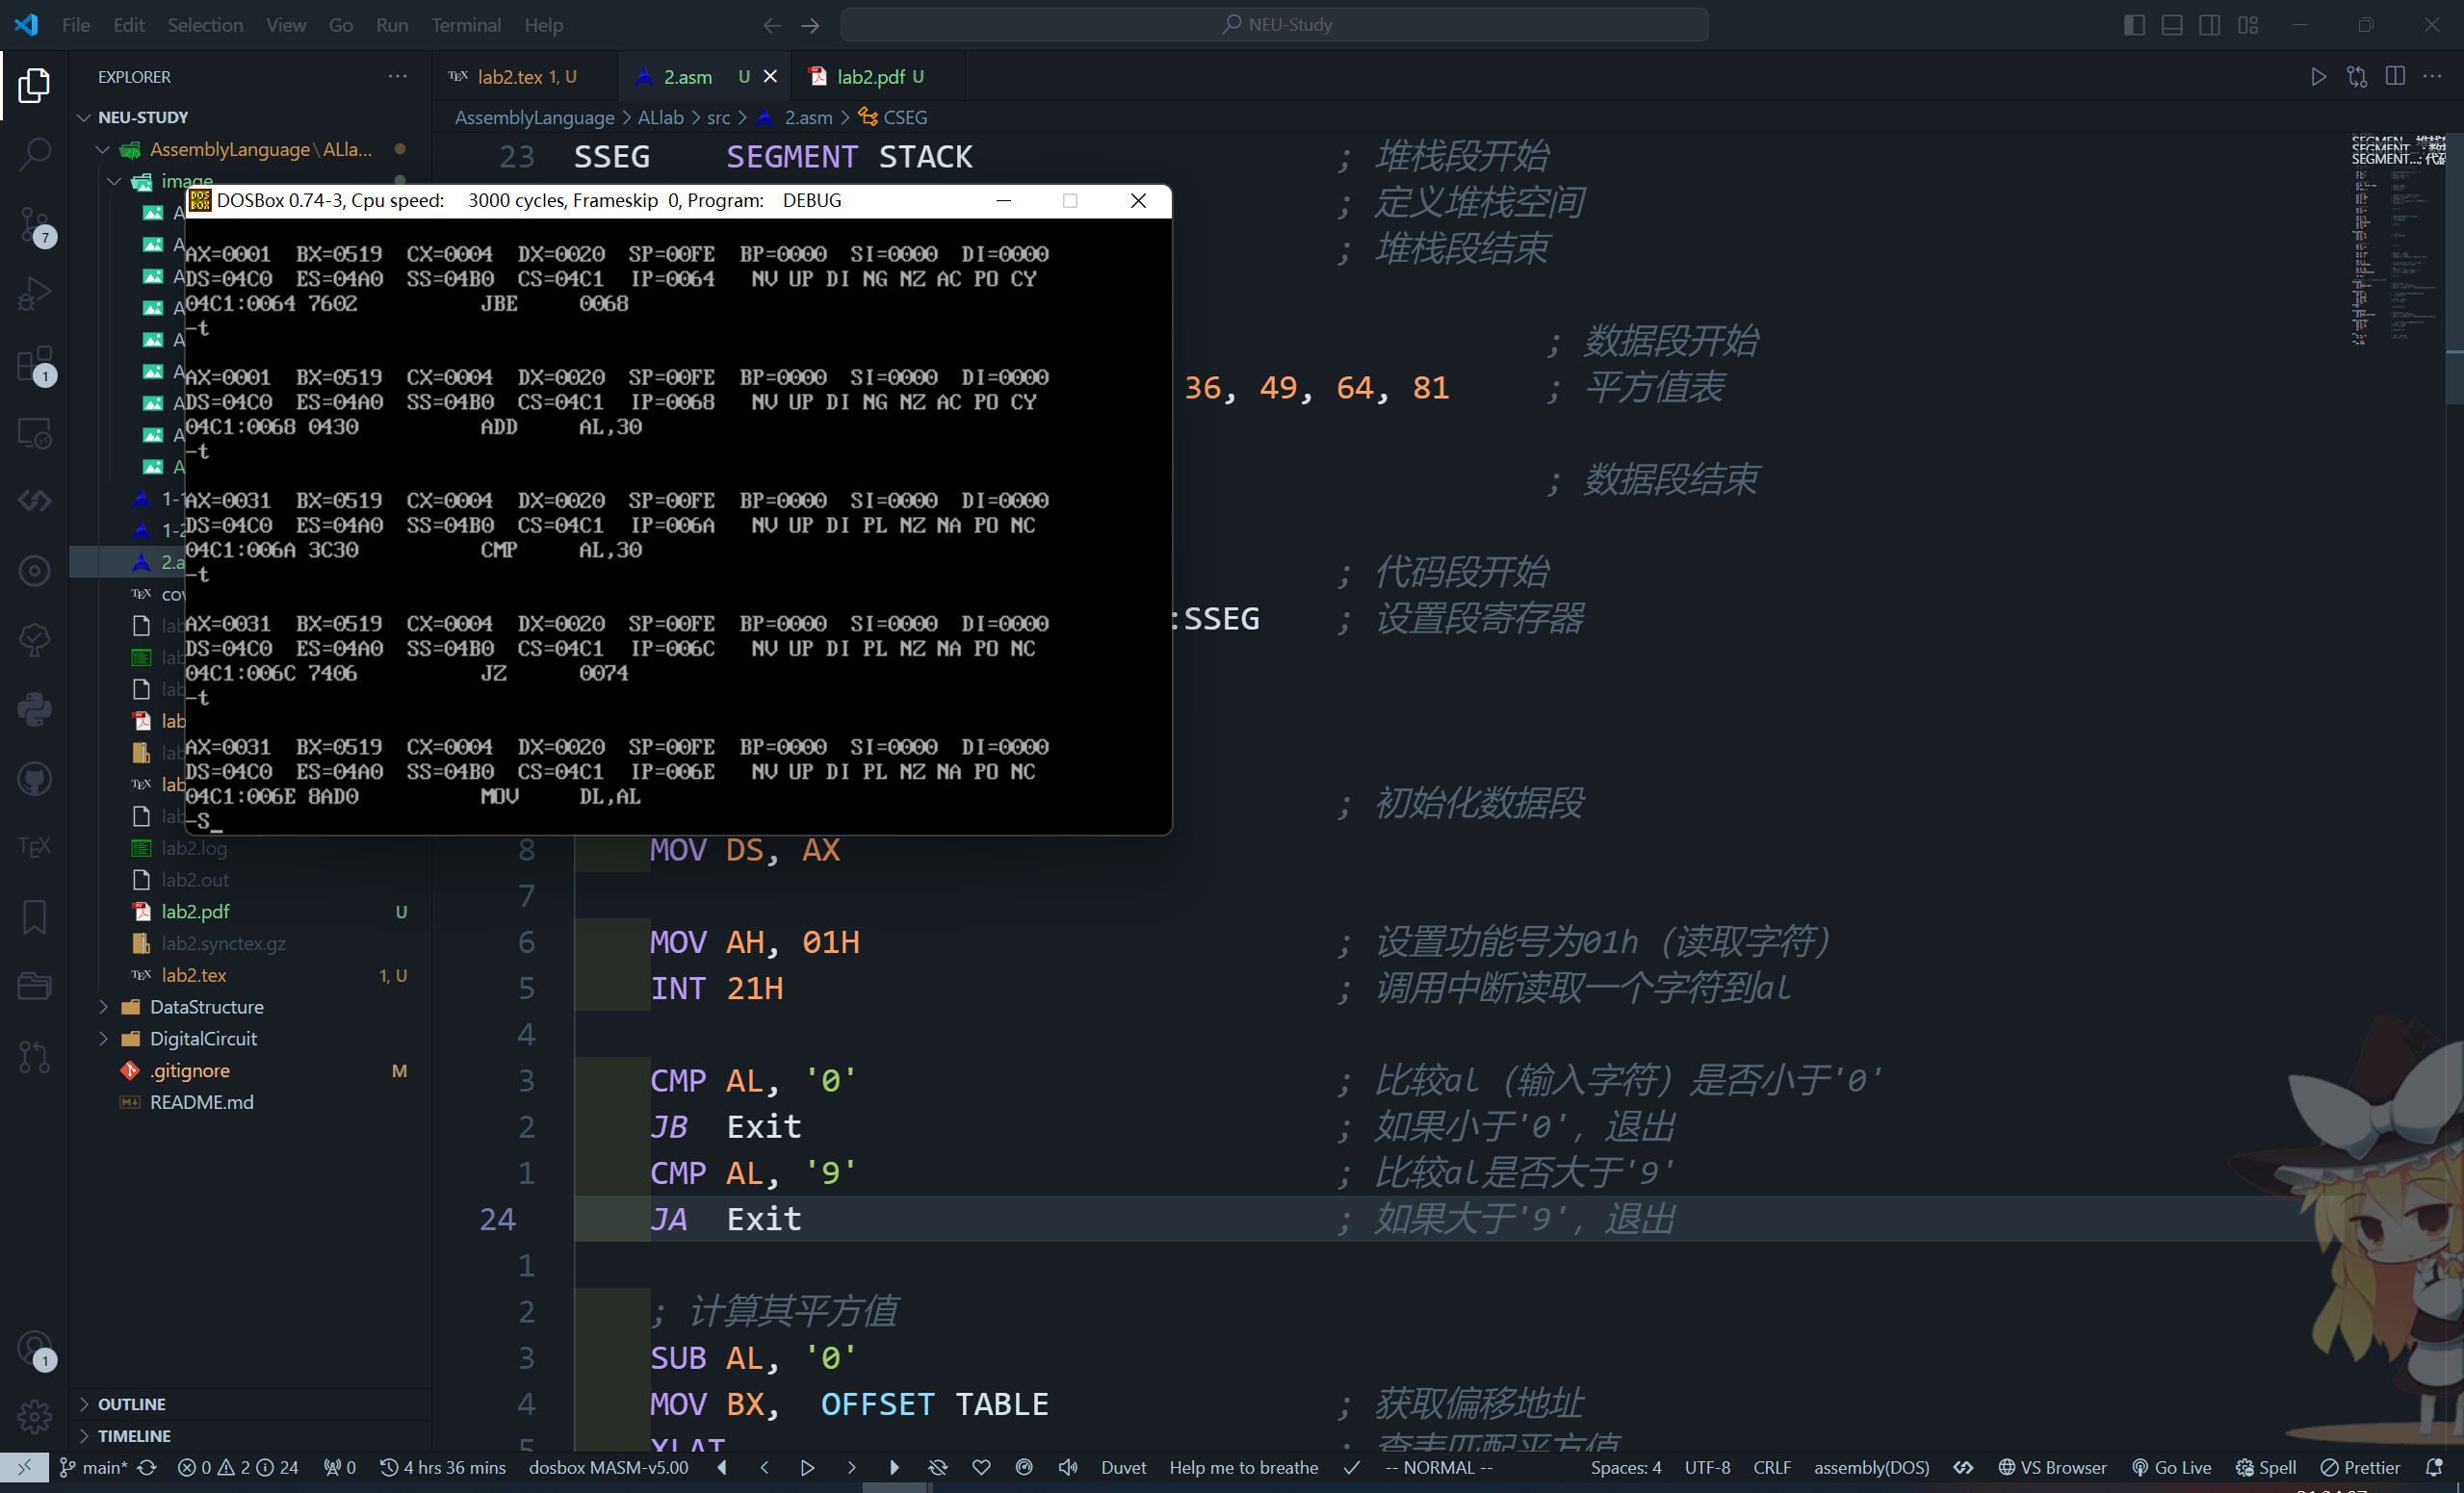 File Edit Selection View Go Run Terminal Help
NEU-Study
EXPLORER
NEU-STUDY
AssemblyLanguage\ALla...
image
1-1
1-2
2.a
cov
lab
lab
lab
lab
lab
lab
lab
lab2.log
lab2.out
lab2.pdf U
lab2.synctex.gz
lab2.tex 1, U
DataStructure
DigitalCircuit
.gitignore M
README.md
OUTLINE
TIMELINE
lab2.tex 1, U
2.asm U
lab2.pdf U
AssemblyLanguage > ALlab > src > 2.asm > CSEG
23 SSEG SEGMENT STACK ; 堆栈段开始
; 定义堆栈空间
; 堆栈段结束
; 数据段开始
36, 49, 64, 81 ; 平方值表
; 数据段结束
; 代码段开始
:SSEG ; 设置段寄存器
; 初始化数据段
8 MOV DS, AX
7
6 MOV AH, 01H ; 设置功能号为01h（读取字符）
5 INT 21H ; 调用中断读取一个字符到al
4
3 CMP AL, '0' ; 比较al（输入字符）是否小于'0'
2 JB Exit ; 如果小于'0'，退出
1 CMP AL, '9' ; 比较al是否大于'9'
24 JA Exit ; 如果大于'9'，退出
1
2 ; 计算其平方值
3 SUB AL, '0'
4 MOV BX, OFFSET TABLE ; 获取偏移地址
5 XLAT ; 查表匹配平方值
DOSBox 0.74-3, Cpu speed: 3000 cycles, Frameskip 0, Program: DEBUG
AX=0001 BX=0519 CX=0004 DX=0020 SP=00FE BP=0000 SI=0000 DI=0000
DS=04C0 ES=04A0 SS=04B0 CS=04C1 IP=0064 NV UP DI NG NZ AC PO CY
04C1:0064 7602 JBE 0068
-t
AX=0001 BX=0519 CX=0004 DX=0020 SP=00FE BP=0000 SI=0000 DI=0000
DS=04C0 ES=04A0 SS=04B0 CS=04C1 IP=0068 NV UP DI NG NZ AC PO CY
04C1:0068 0430 ADD AL,30
-t
AX=0031 BX=0519 CX=0004 DX=0020 SP=00FE BP=0000 SI=0000 DI=0000
DS=04C0 ES=04A0 SS=04B0 CS=04C1 IP=006A NV UP DI PL NZ NA PO NC
04C1:006A 3C30 CMP AL,30
-t
AX=0031 BX=0519 CX=0004 DX=0020 SP=00FE BP=0000 SI=0000 DI=0000
DS=04C0 ES=04A0 SS=04B0 CS=04C1 IP=006C NV UP DI PL NZ NA PO NC
04C1:006C 7406 JZ 0074
-t
AX=0031 BX=0519 CX=0004 DX=0020 SP=00FE BP=0000 SI=0000 DI=0000
DS=04C0 ES=04A0 SS=04B0 CS=04C1 IP=006E NV UP DI PL NZ NA PO NC
04C1:006E 8AD0 MOV DL,AL
-S_
main* 0 2 24 0 4 hrs 36 mins dosbox MASM-v5.00 Duvet Help me to breathe -- NORMAL -- Spaces: 4 UTF-8 CRLF assembly(DOS) VS Browser Go Live Spell Prettier